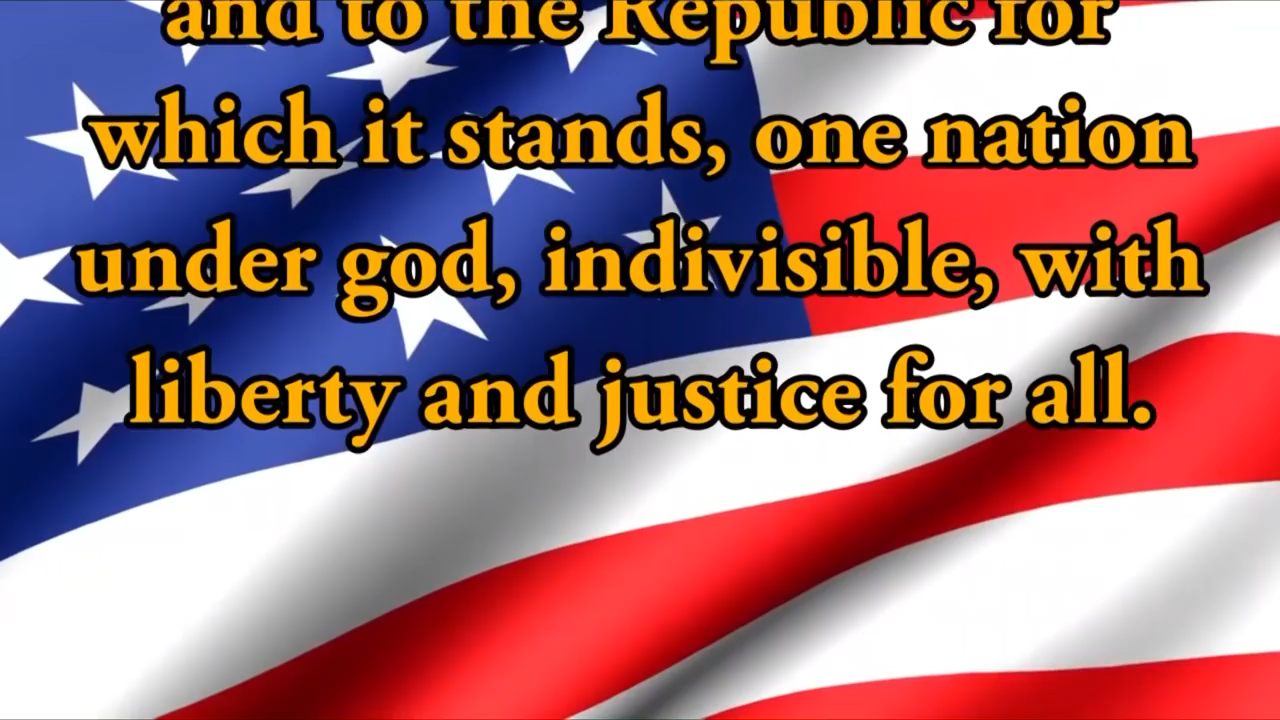 and to the Republic for
which it stands, one nation
under god, indivisible, with
liberty and justice for all.